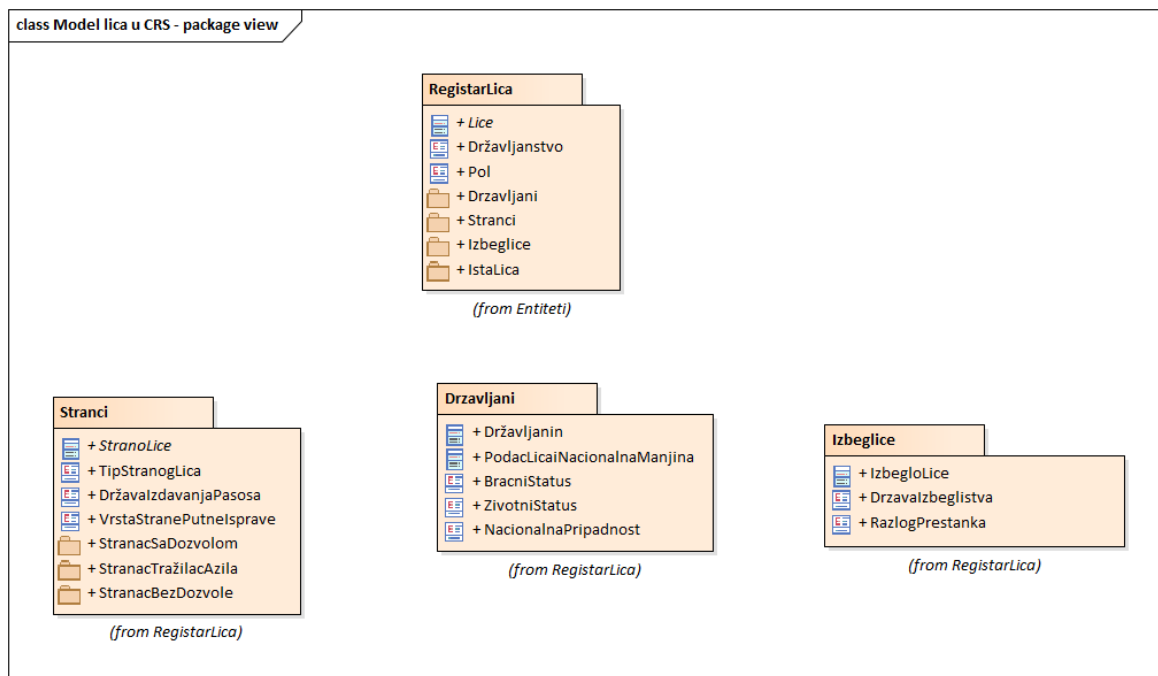 class Model lica u CRS - package view
RegistarLica
+ Lice
+ Državljanstvo
+ Pol
+ Drzavljani
+ Stranci
+ Izbeglice
+ IstaLica
(from Entiteti)
Stranci
+ StranoLice
+ TipStranogLica
+ DržavaIzdavanjaPasosa
+ VrstaStranePutneIsprave
+ StranacSaDozvolom
+ StranacTražilacAzila
+ StranacBezDozvole
(from RegistarLica)
Drzavljani
+ Državljanin
+ PodacLicaiNacionalnaManjina
+ BracniStatus
+ ZivotniStatus
+ NacionalnaPripadnost
(from RegistarLica)
Izbeglice
+ IzbegloLice
+ DrzavaIzbeglistva
+ RazlogPrestanka
(from RegistarLica)